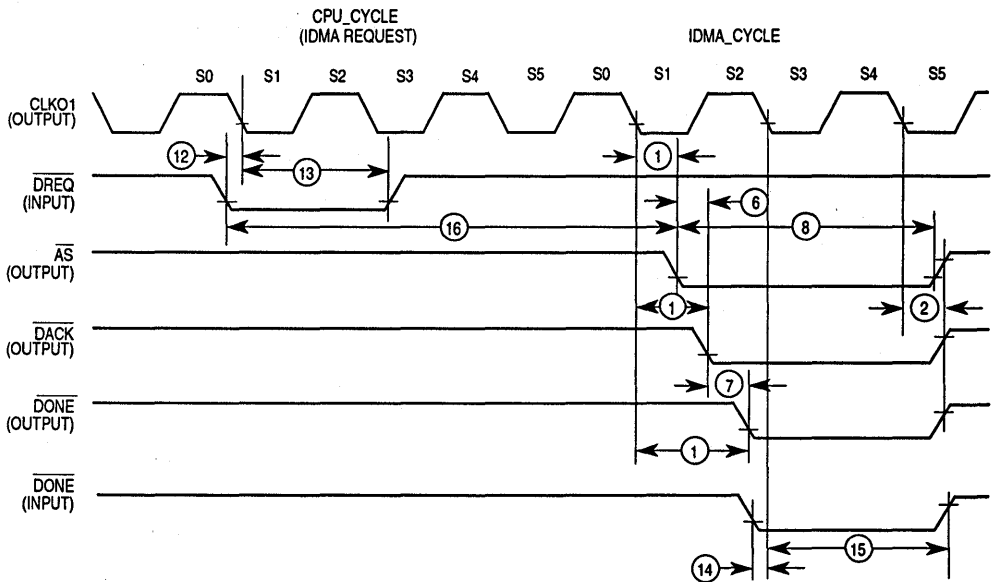 CPU_CYCLE
(IDMA REQUEST)
IDMA_CYCLE
S0 S1 S2 S3 S4 S5 S0 S1 S2 S3 S4 S5
CLKO1
(OUTPUT)
12
13
1
DREQ
(INPUT)
6
16
8
AS
(OUTPUT)
1
2
DACK
(OUTPUT)
7
DONE
(OUTPUT)
1
DONE
(INPUT)
15
14